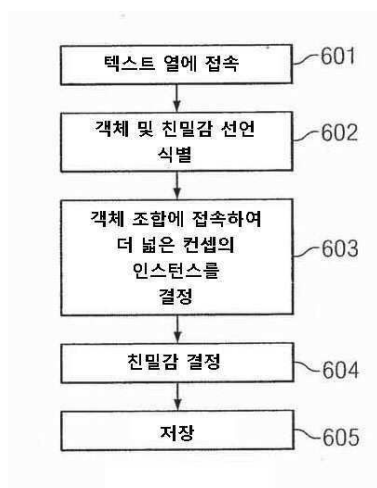 텍스트 열에 접속
601
객체 및 친밀감 선언
식별
602
객체 조합에 접속하여
더 넓은 컨셉의
인스턴스를
결정
603
친밀감 결정
604
저장
605